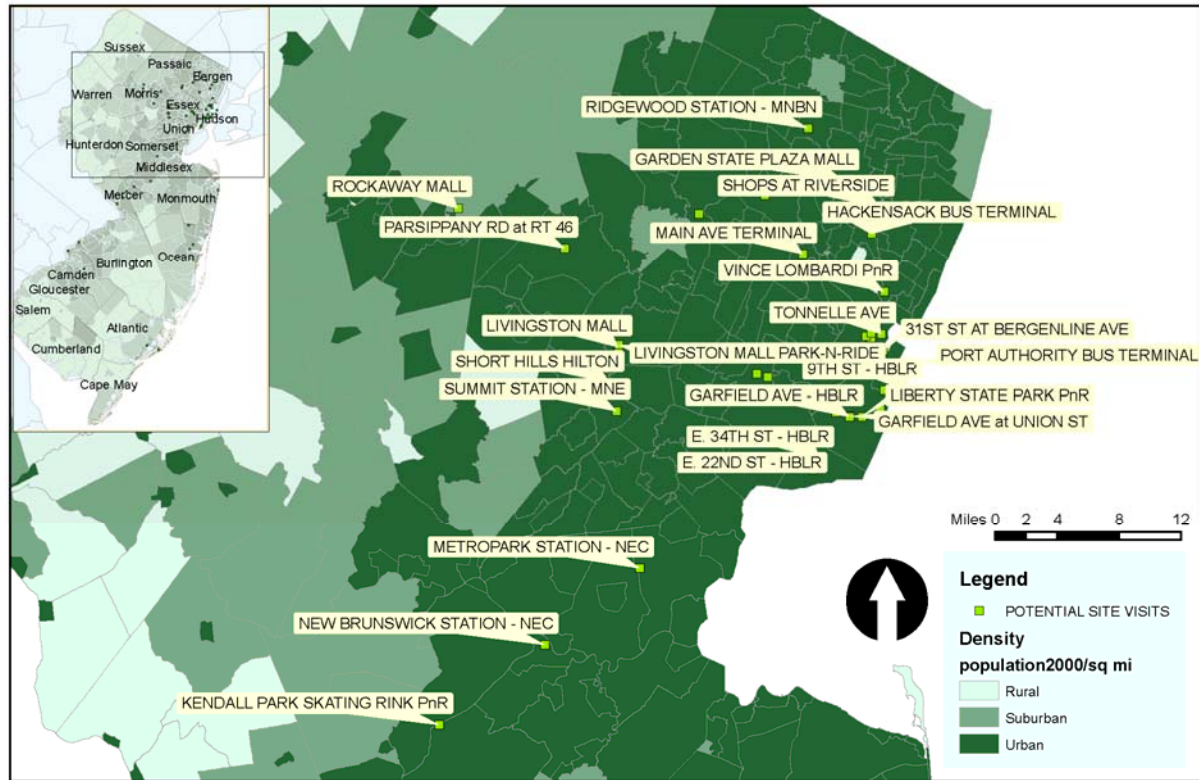 Sussex
Passaic
Bergen
Warren
Morris
Essex
Hudson
Union
Hunterdon
Somerset
Middlesex
Mercer
Monmouth
Ocean
Burlington
Camden
Gloucester
Salem
Atlantic
Cumberland
Cape May
RIDGEWOOD STATION - MNBN
GARDEN STATE PLAZA MALL
SHOPS AT RIVERSIDE
ROCKAWAY MALL
HACKENSACK BUS TERMINAL
PARSIPPANY RD at RT 46
MAIN AVE TERMINAL
VINCE LOMBARDI PnR
TONNELLE AVE
LIVINGSTON MALL
31ST ST AT BERGENLINE AVE
LIVINGSTON MALL PARK-N-RIDE
PORT AUTHORITY BUS TERMINAL
SHORT HILLS HILTON
9TH ST - HBLR
SUMMIT STATION - MNE
GARFIELD AVE - HBLR
LIBERTY STATE PARK PnR
GARFIELD AVE at UNION ST
E. 34TH ST - HBLR
E. 22ND ST - HBLR
METROPARK STATION - NEC
NEW BRUNSWICK STATION - NEC
KENDALL PARK SKATING RINK PnR
Miles 0 2 4 8 12
Legend
POTENTIAL SITE VISITS
Density
population2000/sq mi
Rural
Suburban
Urban